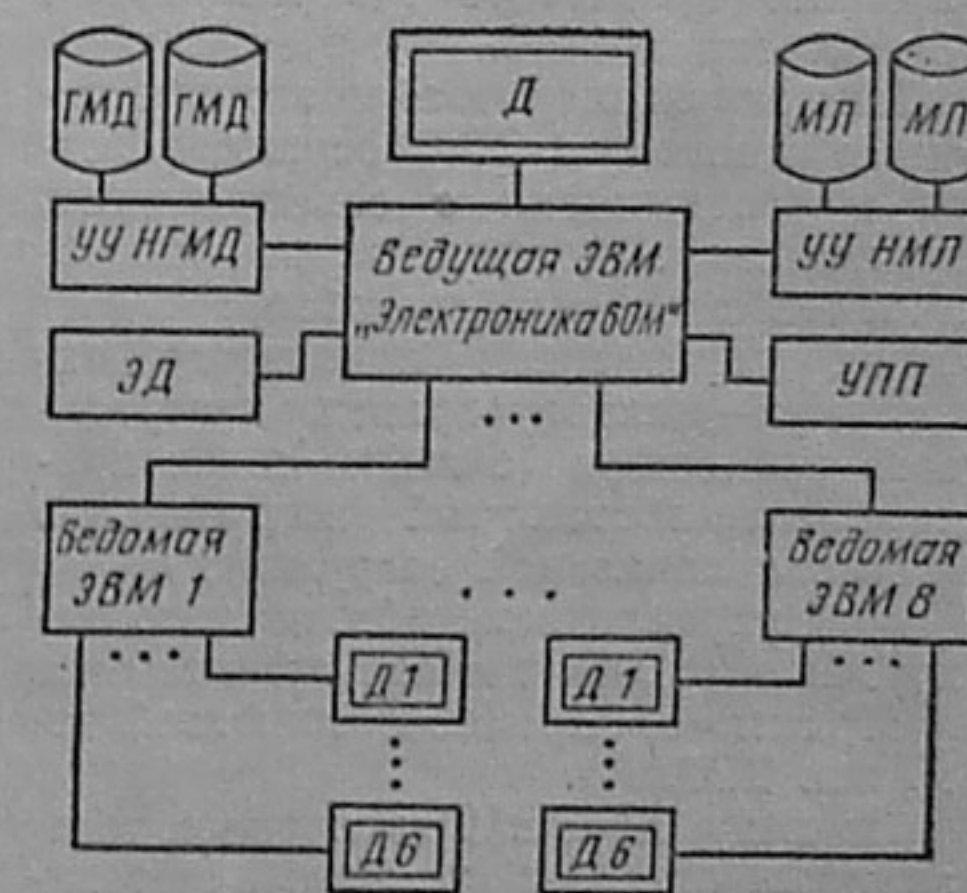 ГМД ГМД
Д
МЛ МЛ
УУ НГМД
Ведущая ЭВМ
„Электроника 60М“
УУ НМЛ
ЭД
УПП
...
Ведомая
ЭВМ 1
...
Ведомая
ЭВМ 8
...
...
Д1
Д1
Д6
Д6